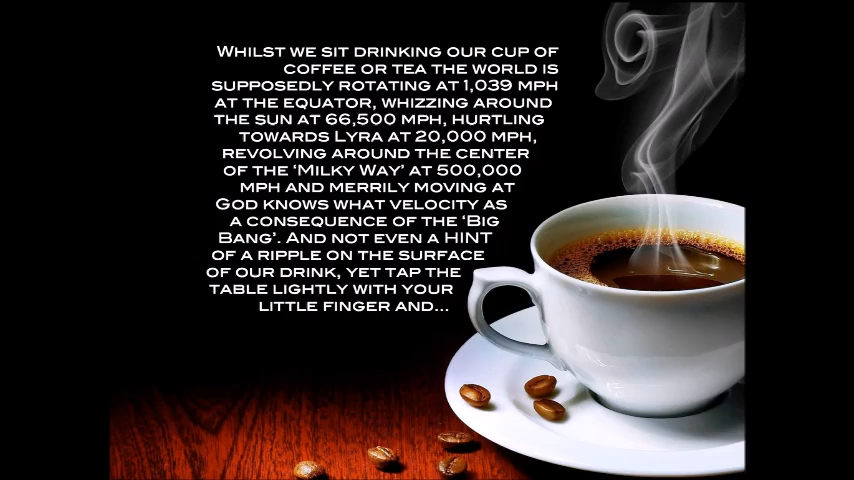 Whilst we sit drinking our cup of
coffee or tea the world is
supposedly rotating at 1,039 mph
at the equator, whizzing around
the sun at 66,500 mph, hurtling
towards Lyra at 20,000 mph,
revolving around the center
of the ‘Milky Way’ at 500,000
mph and merrily moving at
God knows what velocity as
a consequence of the ‘Big
Bang’. And not even a HINT
of a ripple on the surface
of our drink, yet tap the
table lightly with your
little finger and...